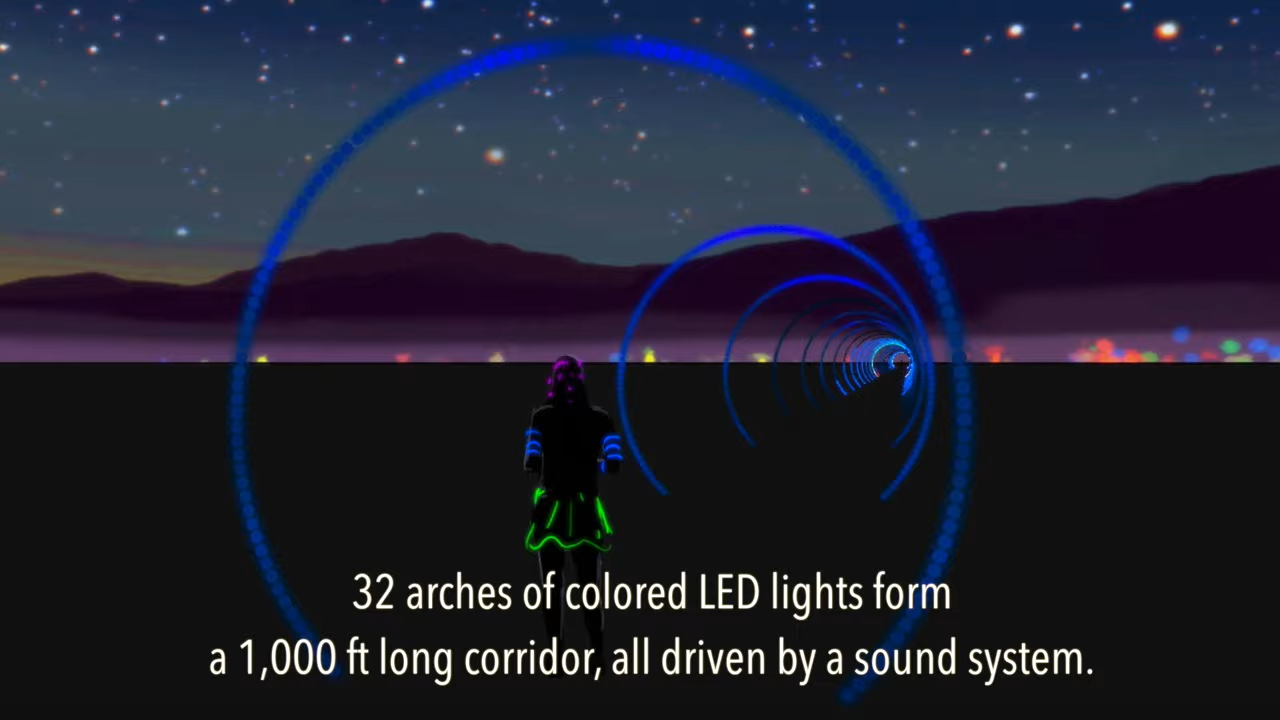 32 arches of colored LED lights form
a 1,000 ft long corridor, all driven by a sound system.